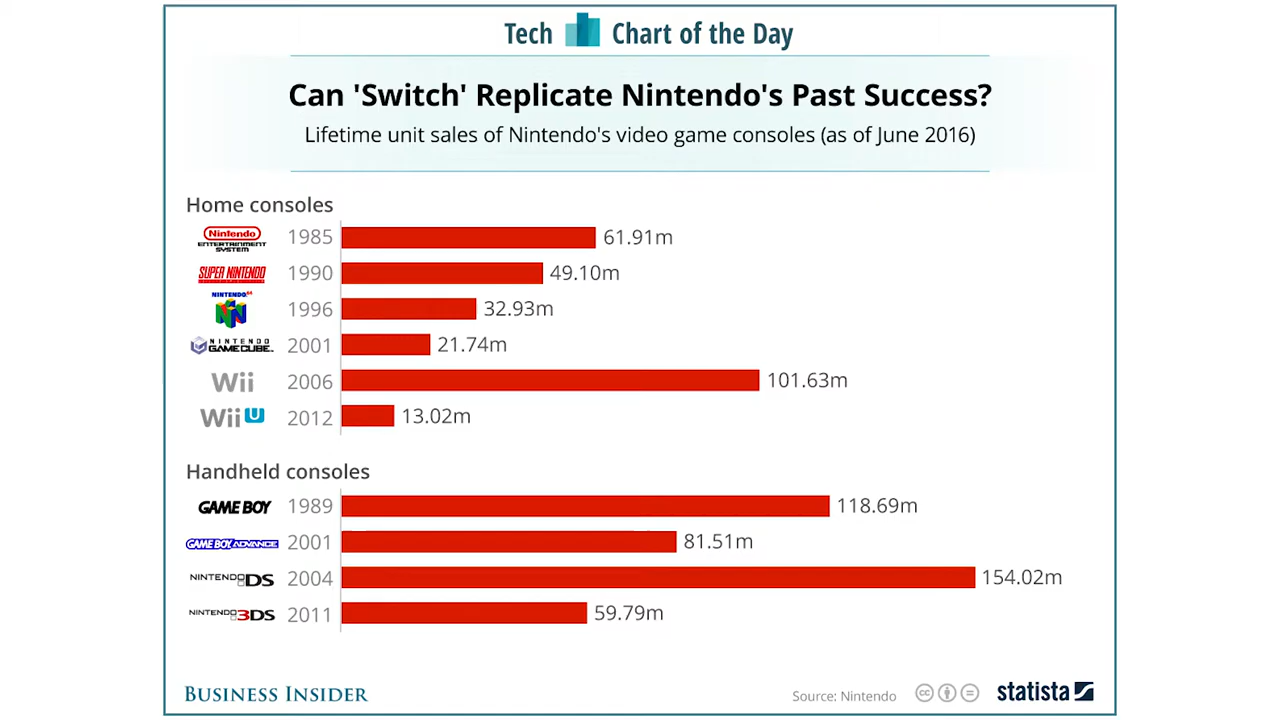 Tech Chart of the Day
Can 'Switch' Replicate Nintendo's Past Success?
Lifetime unit sales of Nintendo's video game consoles (as of June 2016)
Home consoles
Nintendo
ENTERTAINMENT
SYSTEM
1985 61.91m
SUPER NINTENDO 1990 49.10m
NINTENDO 64
N 1996 32.93m
NINTENDO
GAMECUBE 2001 21.74m
Wii 2006 101.63m
Wii U 2012 13.02m
Handheld consoles
GAME BOY 1989 118.69m
GAME BOY ADVANCE 2001 81.51m
NINTENDO DS 2004 154.02m
NINTENDO 3DS 2011 59.79m
BUSINESS INSIDER
Source: Nintendo
cc
statista